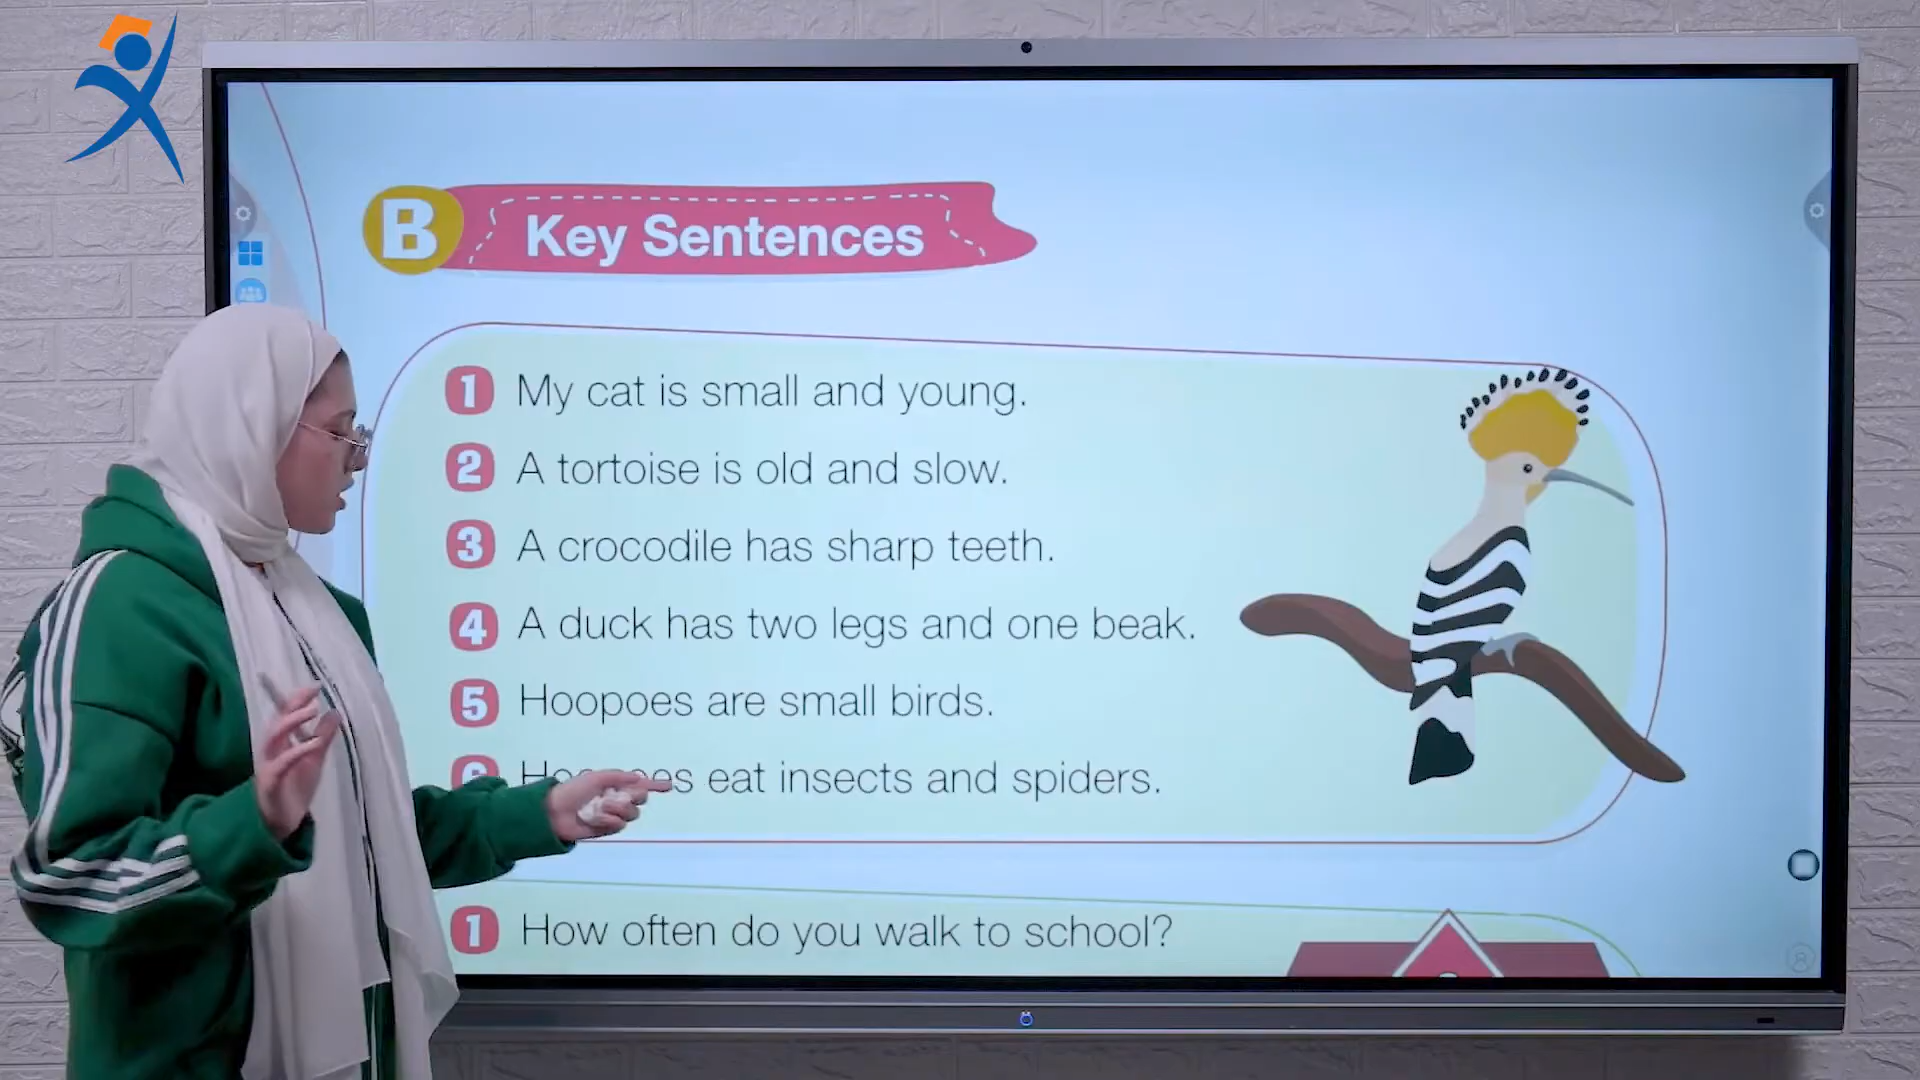 B Key Sentences
1 My cat is small and young.
2 A tortoise is old and slow.
3 A crocodile has sharp teeth.
4 A duck has two legs and one beak.
5 Hoopoes are small birds.
eat insects and spiders.
1 How often do you walk to school?